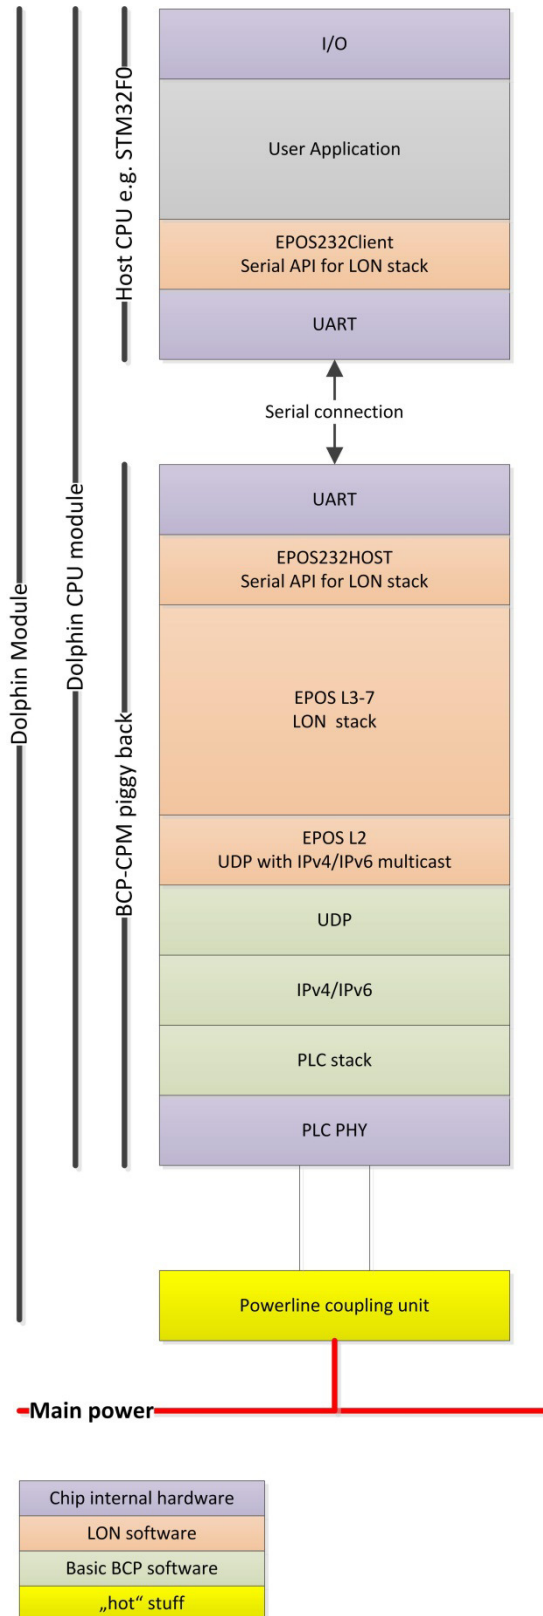 I/O
User Application
EPOS232Client
Serial API for LON stack
UART
Host CPU e.g. STM32F0
Serial connection
UART
EPOS232HOST
Serial API for LON stack
EPOS L3-7
LON stack
EPOS L2
UDP with IPv4/IPv6 multicast
UDP
IPv4/IPv6
PLC stack
PLC PHY
BCP-CPM piggy back
Dolphin CPU module
Dolphin Module
Powerline coupling unit
Main power
Chip internal hardware
LON software
Basic BCP software
„hot“ stuff